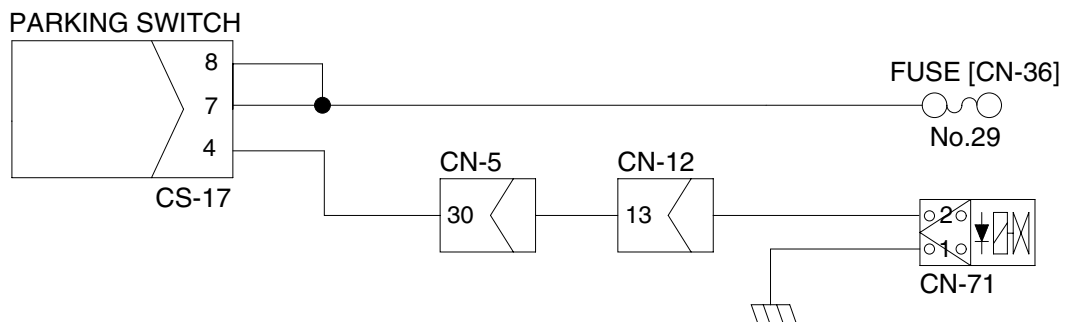 PARKING SWITCH
8
7
4
CS-17
FUSE [CN-36]
No.29
CN-5
30
CN-12
13
2
1
CN-71